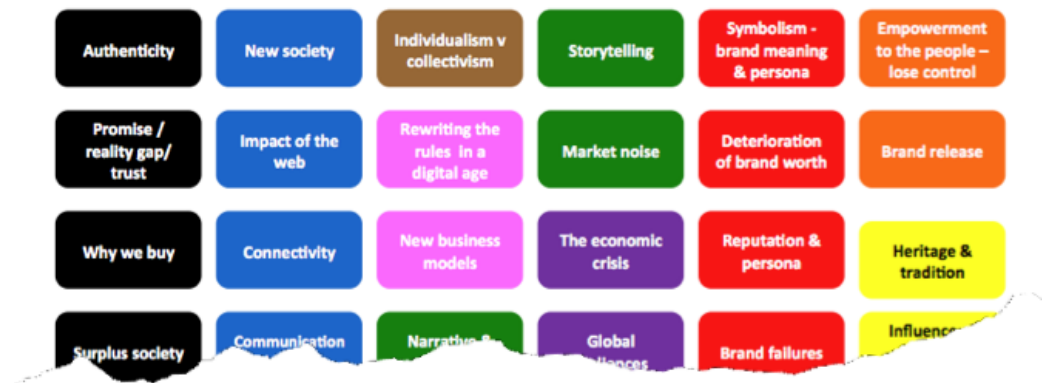 Authenticity
New society
Individualism v
collectivism
Storytelling
Symbolism -
brand meaning
& persona
Empowerment
to the people –
lose control
Promise /
reality gap/
trust
Impact of the
web
Rewriting the
rules in a
digital age
Market noise
Deterioration
of brand worth
Brand release
Why we buy
Connectivity
New business
models
The economic
crisis
Reputation &
persona
Heritage &
tradition
Surplus society
Communication
Narrative &
Global
Brand failures